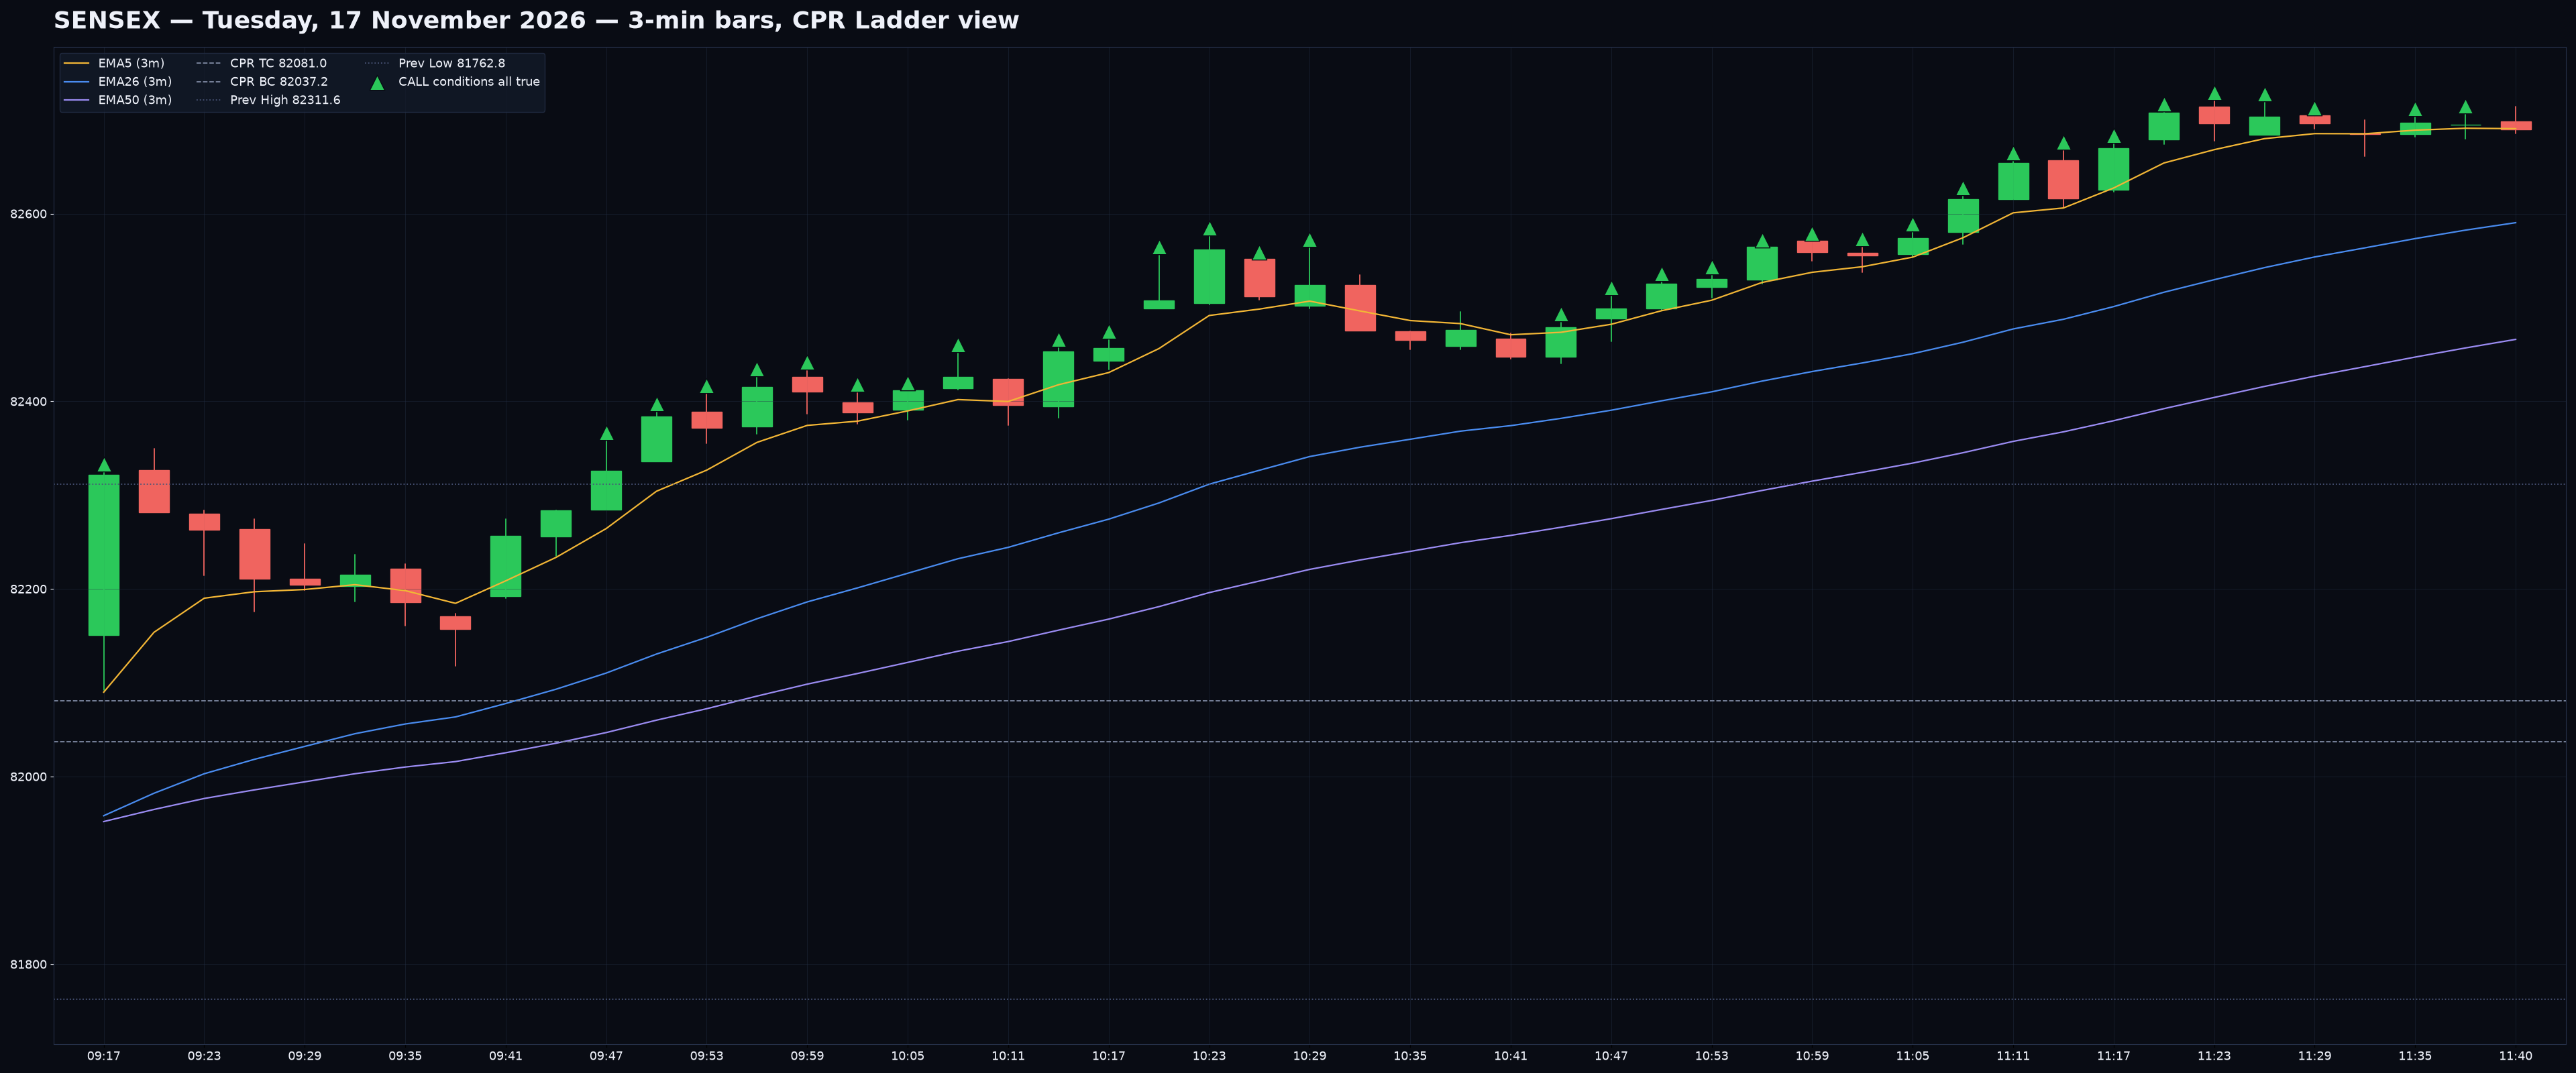 SENSEX — Tuesday, 17 November 2026 — 3-min bars, CPR Ladder view
EMA5 (3m)
EMA26 (3m)
EMA50 (3m)
CPR TC 82081.0
CPR BC 82037.2
Prev High 82311.6
Prev Low 81762.8
CALL conditions all true
82600
82400
82200
82000
81800
09:17 09:23 09:29 09:35 09:41 09:47 09:53 09:59 10:05 10:11 10:17 10:23 10:29 10:35 10:41 10:47 10:53 10:59 11:05 11:11 11:17 11:23 11:29 11:35 11:40